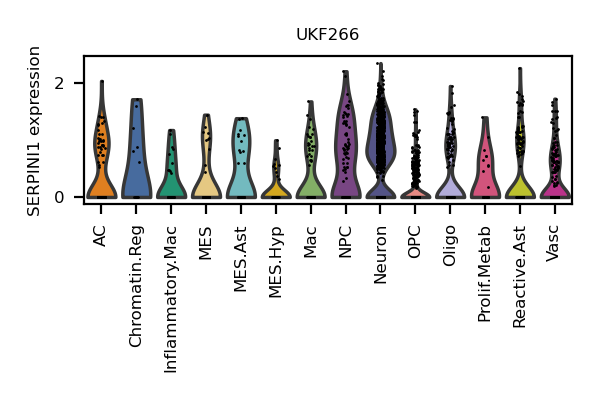 UKF266
SERPINI1 expression
2
0
AC
Chromatin.Reg
Inflammatory.Mac
MES
MES.Ast
MES.Hyp
Mac
NPC
Neuron
OPC
Oligo
Prolif.Metab
Reactive.Ast
Vasc